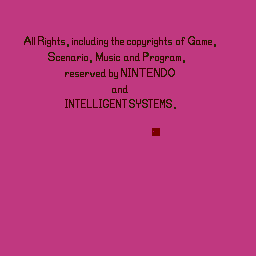 All Rights, including the copyrights of Game,
Scenario, Music and Program,
reserved by NINTENDO
and
INTELLIGENT SYSTEMS.